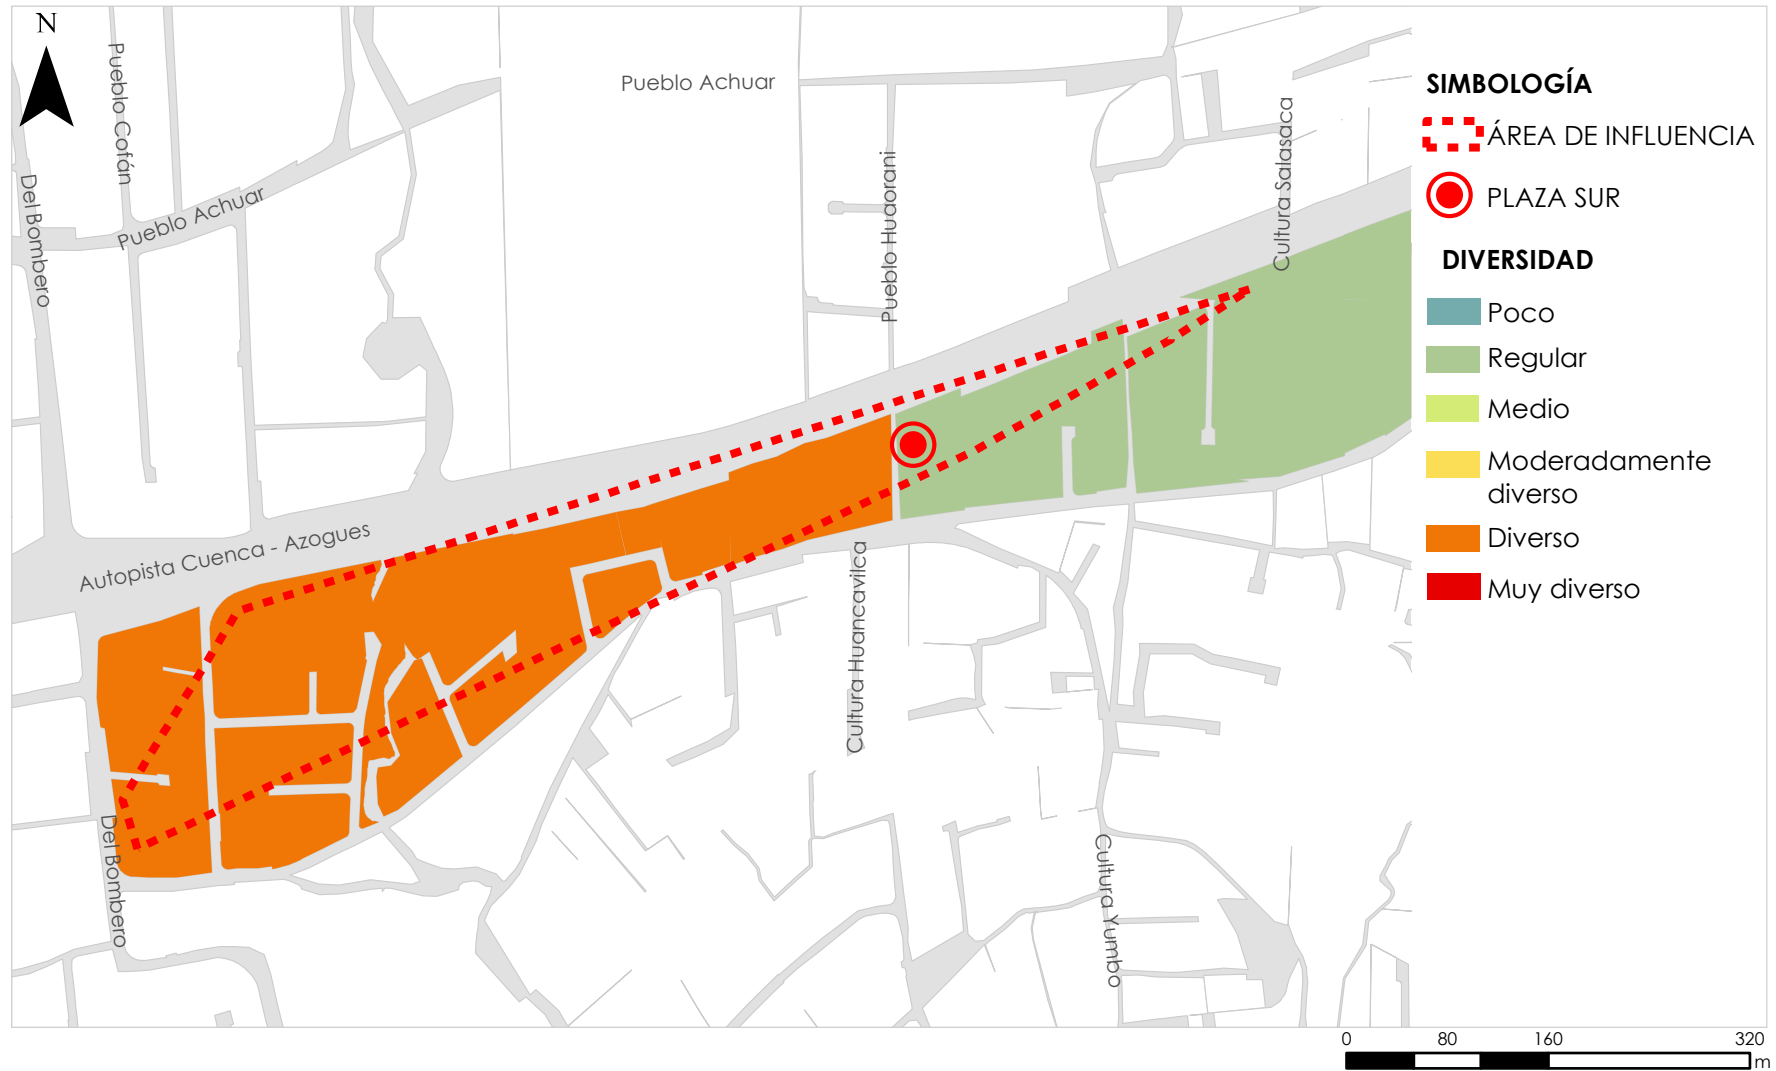 N
Pueblo Cofán
Pueblo Achuar
Del Bombero
Pueblo Achuar
Pueblo Huaorani
Cultura Salasaca
Autopista Cuenca - Azogues
Cultura Huancavilca
Del Bombero
Cultura Yumbo
SIMBOLOGÍA
ÁREA DE INFLUENCIA
PLAZA SUR
DIVERSIDAD
Poco
Regular
Medio
Moderadamente
diverso
Diverso
Muy diverso
0 80 160 320
m